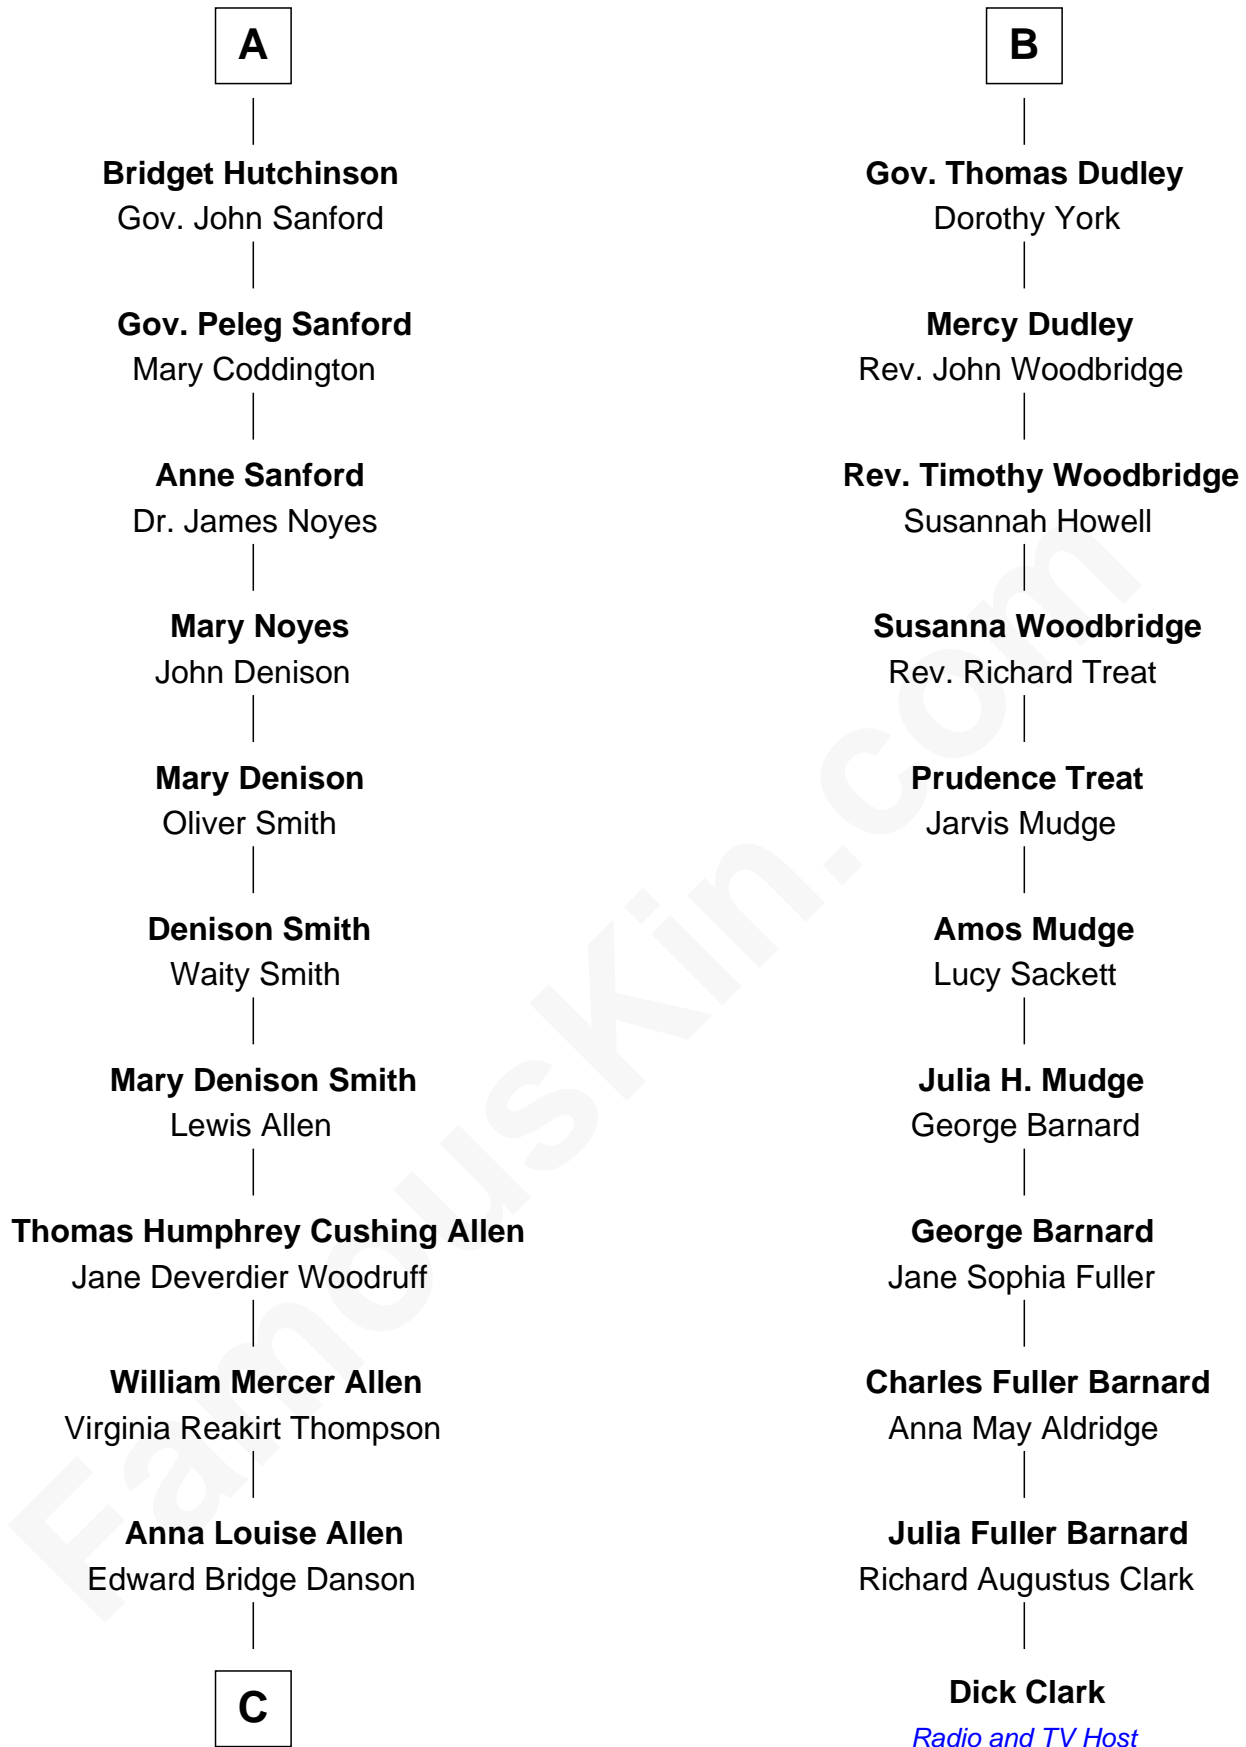 A
Bridget Hutchinson
Gov. John Sanford
Gov. Peleg Sanford
Mary Coddington
Anne Sanford
Dr. James Noyes
Mary Noyes
John Denison
Mary Denison
Oliver Smith
Denison Smith
Waity Smith
Mary Denison Smith
Lewis Allen
Thomas Humphrey Cushing Allen
Jane Deverdier Woodruff
William Mercer Allen
Virginia Reakirt Thompson
Anna Louise Allen
Edward Bridge Danson
C
B
Gov. Thomas Dudley
Dorothy York
Mercy Dudley
Rev. John Woodbridge
Rev. Timothy Woodbridge
Susannah Howell
Susanna Woodbridge
Rev. Richard Treat
Prudence Treat
Jarvis Mudge
Amos Mudge
Lucy Sackett
Julia H. Mudge
George Barnard
George Barnard
Jane Sophia Fuller
Charles Fuller Barnard
Anna May Aldridge
Julia Fuller Barnard
Richard Augustus Clark
Dick Clark
Radio and TV Host
FamousKin.com